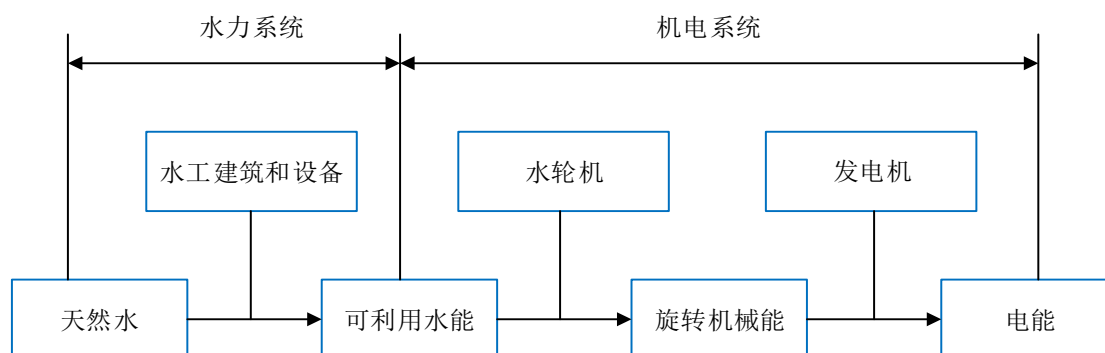 水力系统
机电系统
水工建筑和设备
水轮机
发电机
天然水
可利用水能
旋转机械能
电能